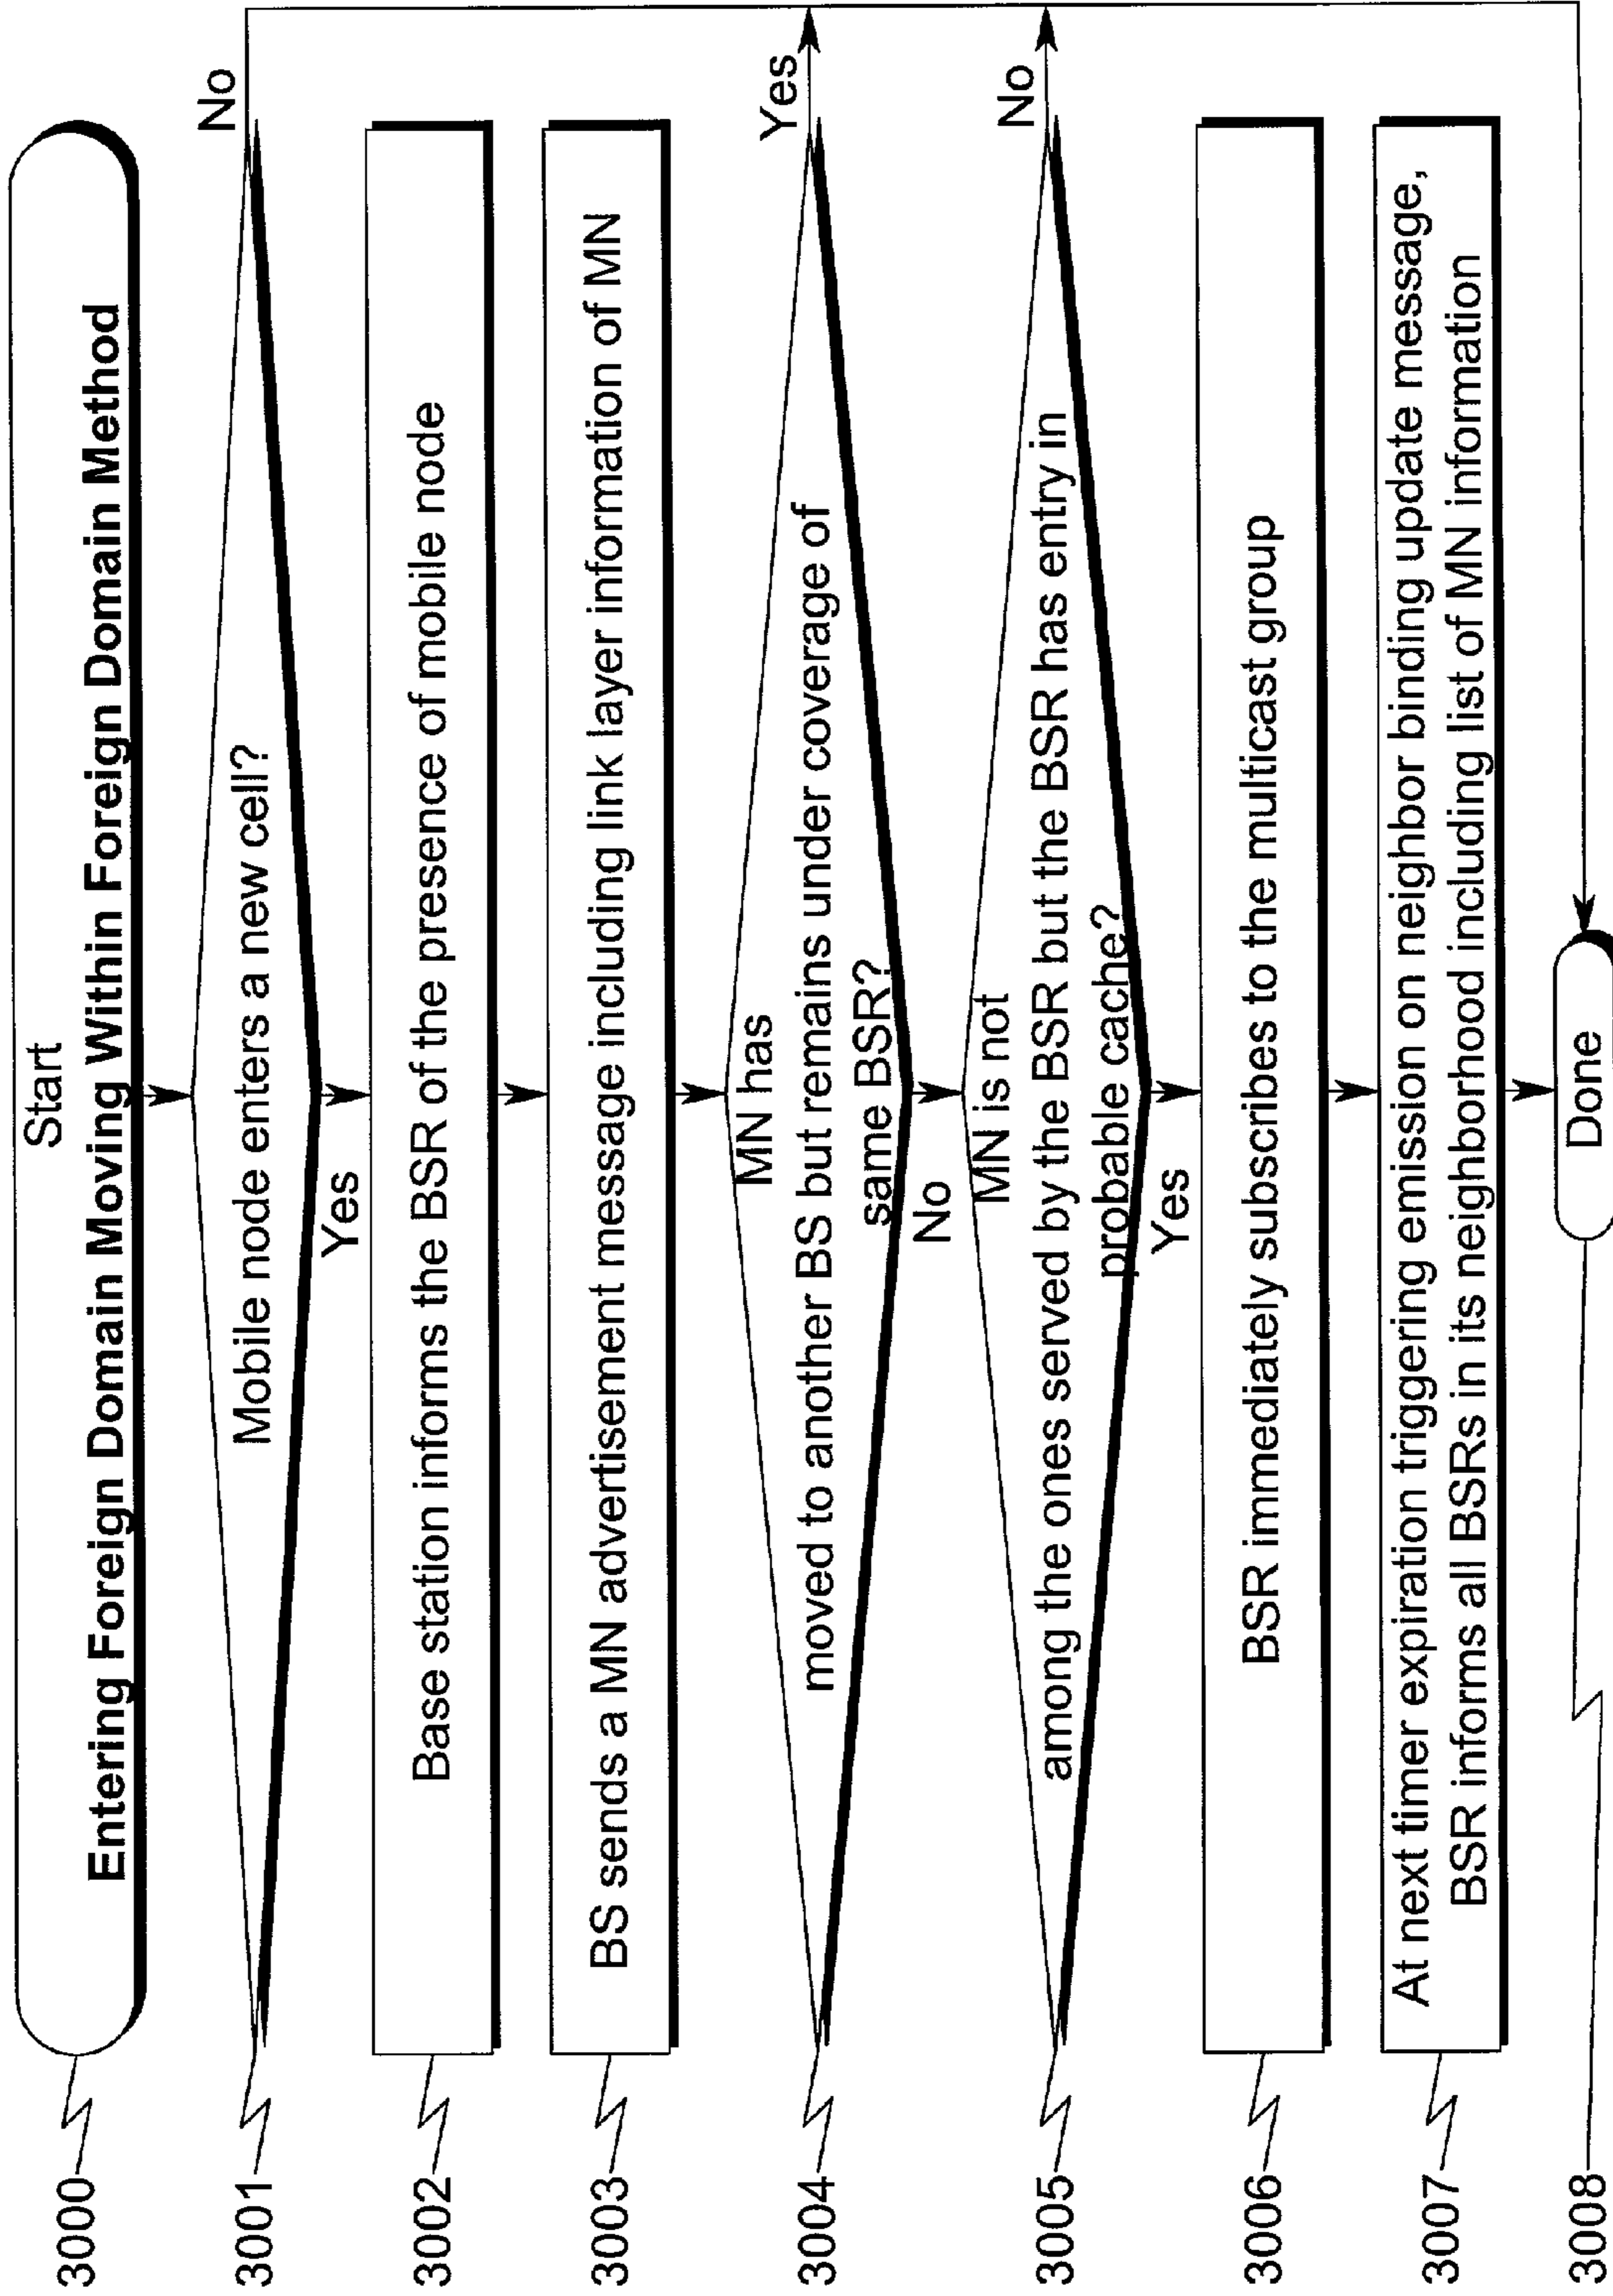 Start
Entering Foreign Domain Moving Within Foreign Domain Method
3000
Mobile node enters a new cell?
No
Yes
3001
Base station informs the BSR of the presence of mobile node
3002
BS sends a MN advertisement message including link layer information of MN
3003
MN has
moved to another BS but remains under coverage of
same BSR?
Yes
No
3004
MN is not
among the ones served by the BSR but the BSR has entry in
probable cache?
No
Yes
3005
BSR immediately subscribes to the multicast group
3006
At next timer expiration triggering emission on neighbor binding update message,
BSR informs all BSRs in its neighborhood including list of MN information
3007
Done
3008